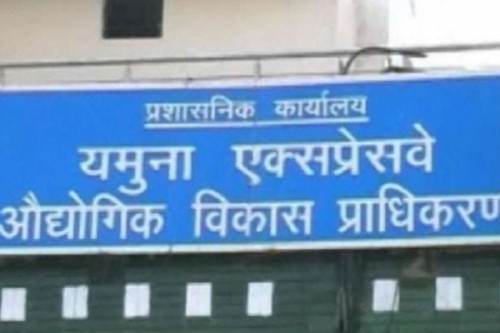 प्रशासनिक कार्यालय
यमुना एक्सप्रेसवे
औद्योगिक विकास प्राधिकरण